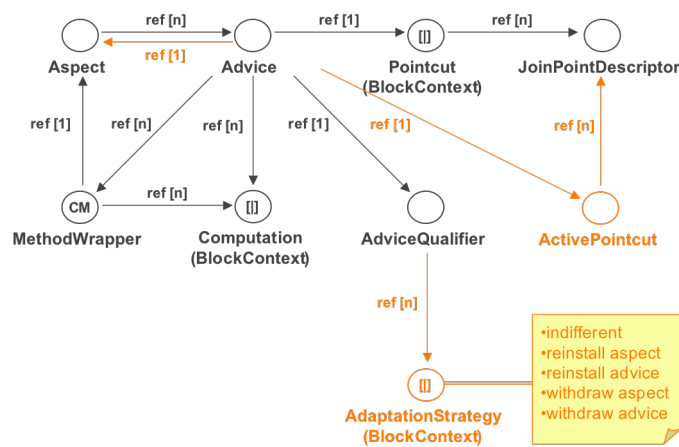 ref [n]
ref [1]
ref [1]
[|]
ref [n]
Aspect
Advice
Pointcut
(BlockContext)
JoinPointDescriptor
ref [1]
ref [n]
ref [n]
ref [1]
ref [1]
ref [n]
CM
ref [n]
[|]
MethodWrapper
Computation
(BlockContext)
AdviceQualifier
ActivePointcut
ref [n]
[|]
AdaptationStrategy
(BlockContext)
•indifferent
•reinstall aspect
•reinstall advice
•withdraw aspect
•withdraw advice